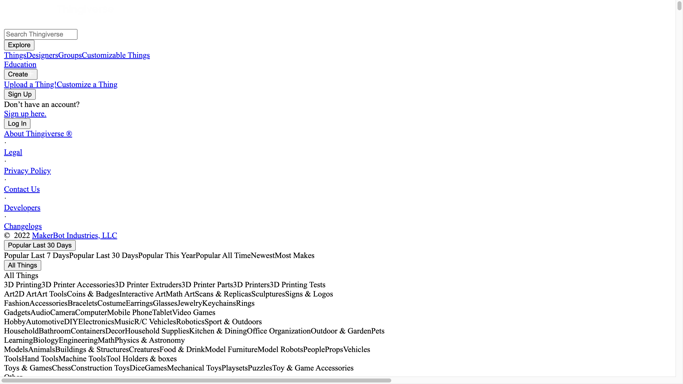 Search Thingiverse
Explore
ThingsDesignersGroupsCustomizable Things
Education
Create
Upload a Thing!Customize a Thing
Sign Up
Don't have an account?
Sign up here.
Log In
About Thingiverse ®
·
Legal
·
Privacy Policy
·
Contact Us
·
Developers
·
Changelogs
© 2022 MakerBot Industries, LLC
Popular Last 30 Days
Popular Last 7 DaysPopular Last 30 DaysPopular This YearPopular All TimeNewestMost Makes
All Things
All Things
3D Printing3D Printer Accessories3D Printer Extruders3D Printer Parts3D Printers3D Printing Tests
Art2D ArtArt ToolsCoins & BadgesInteractive ArtMath ArtScans & ReplicasSculpturesSigns & Logos
FashionAccessoriesBraceletsCostumeEarringsGlassesJewelryKeychainsRings
GadgetsAudioCameraComputerMobile PhoneTabletVideo Games
HobbyAutomotiveDIYElectronicsMusicR/C VehiclesRoboticsSport & Outdoors
HouseholdBathroomContainersDecorHousehold SuppliesKitchen & DiningOffice OrganizationOutdoor & GardenPets
LearningBiologyEngineeringMathPhysics & Astronomy
ModelsAnimalsBuildings & StructuresCreaturesFood & DrinkModel FurnitureModel RobotsPeoplePropsVehicles
ToolsHand ToolsMachine ToolsTool Holders & boxes
Toys & GamesChessConstruction ToysDiceGamesMechanical ToysPlaysetsPuzzlesToy & Game Accessories